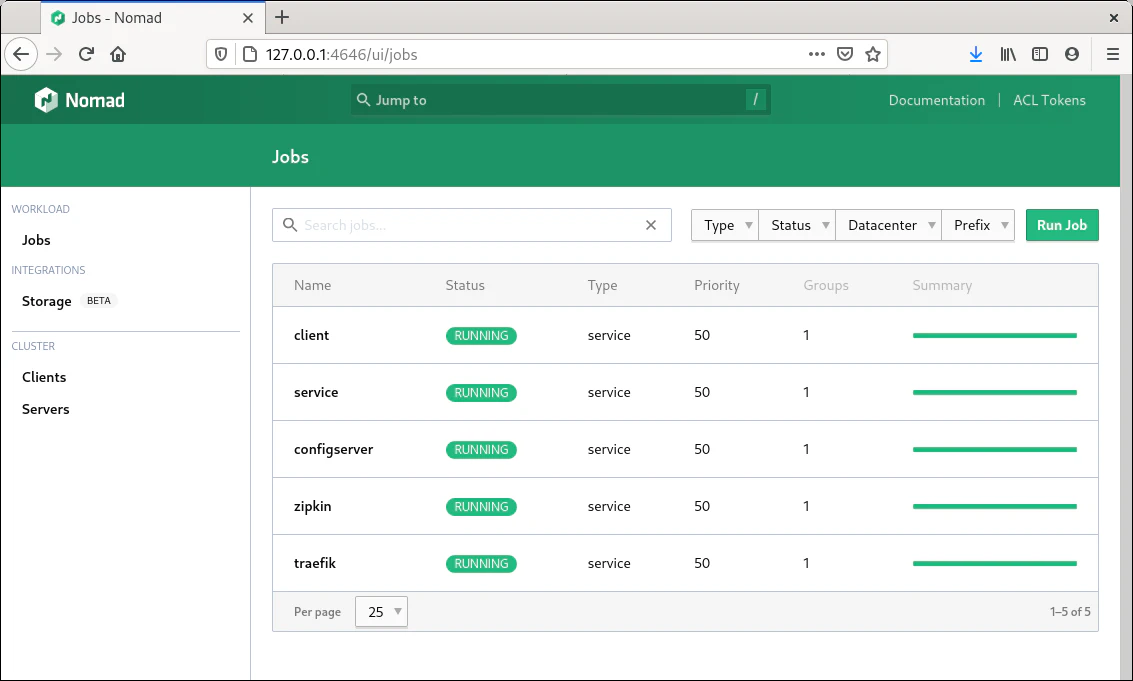 Jobs - Nomad
127.0.0.1:4646/ui/jobs
Nomad
Jump to
/
Documentation
ACL Tokens
Jobs
WORKLOAD
Jobs
INTEGRATIONS
Storage BETA
CLUSTER
Clients
Servers
Search jobs...
Type Status Datacenter Prefix
Run Job
Name Status Type Priority Groups Summary
client RUNNING service 50 1
service RUNNING service 50 1
configserver RUNNING service 50 1
zipkin RUNNING service 50 1
traefik RUNNING service 50 1
Per page 25 1–5 of 5